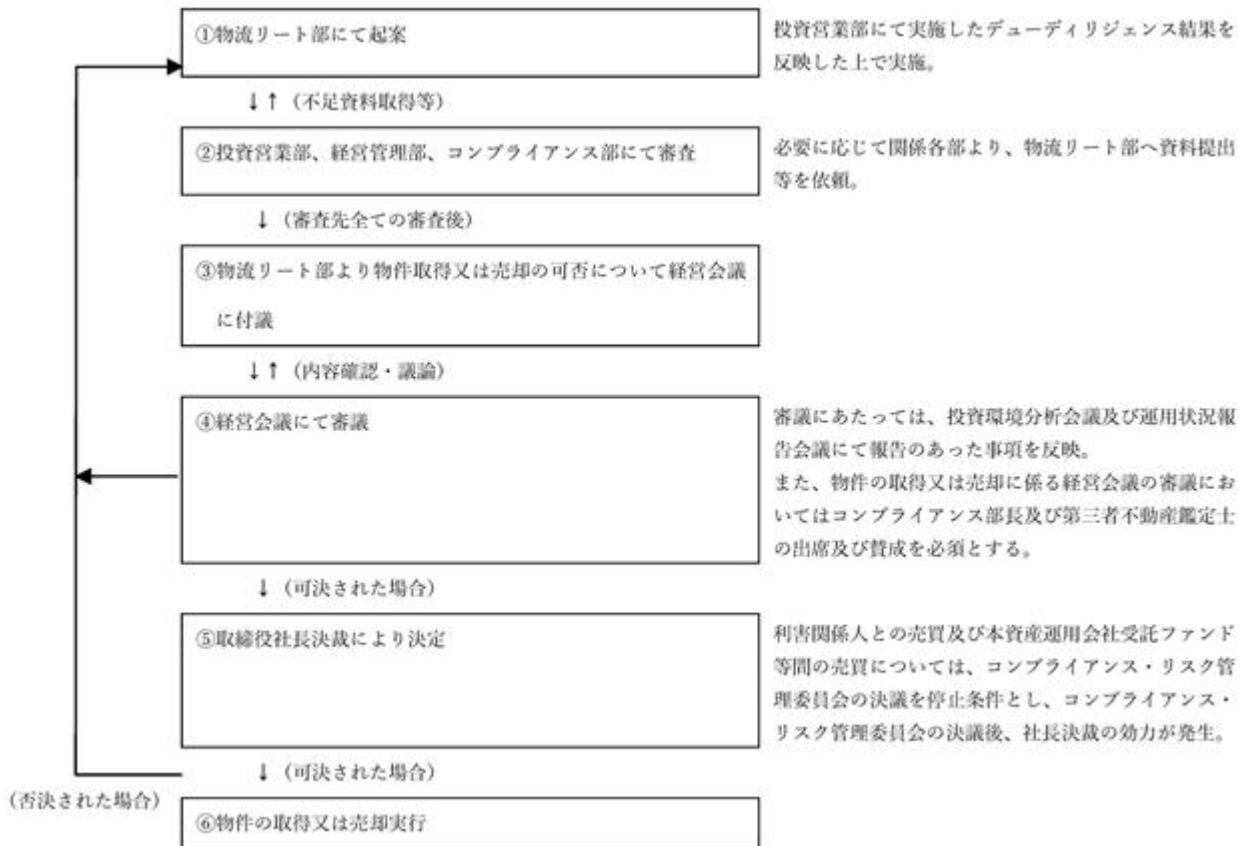 ①物流リート部にて起案
投資営業部にて実施したデューディリジェンス結果を
反映した上で実施。
↓↑（不足資料取得等）
②投資営業部、経営管理部、コンプライアンス部にて審査
必要に応じて関係各部より、物流リート部へ資料提出
等を依頼。
↓（審査先全ての審査後）
③物流リート部より物件取得又は売却の可否について経営会議
に付議
↓↑（内容確認・議論）
④経営会議にて審議
審議にあたっては、投資環境分析会議及び運用状況報
告会議にて報告のあった事項を反映。
また、物件の取得又は売却に係る経営会議の審議にお
いてはコンプライアンス部長及び第三者不動産鑑定士
の出席及び賛成を必須とする。
↓（可決された場合）
⑤取締役社長決裁により決定
利害関係人との売買及び本資産運用会社受託ファンド
等間の売買については、コンプライアンス・リスク管
理委員会の決議を停止条件とし、コンプライアンス・
リスク管理委員会の決議後、社長決裁の効力が発生。
↓（可決された場合）
（否決された場合）
⑥物件の取得又は売却実行